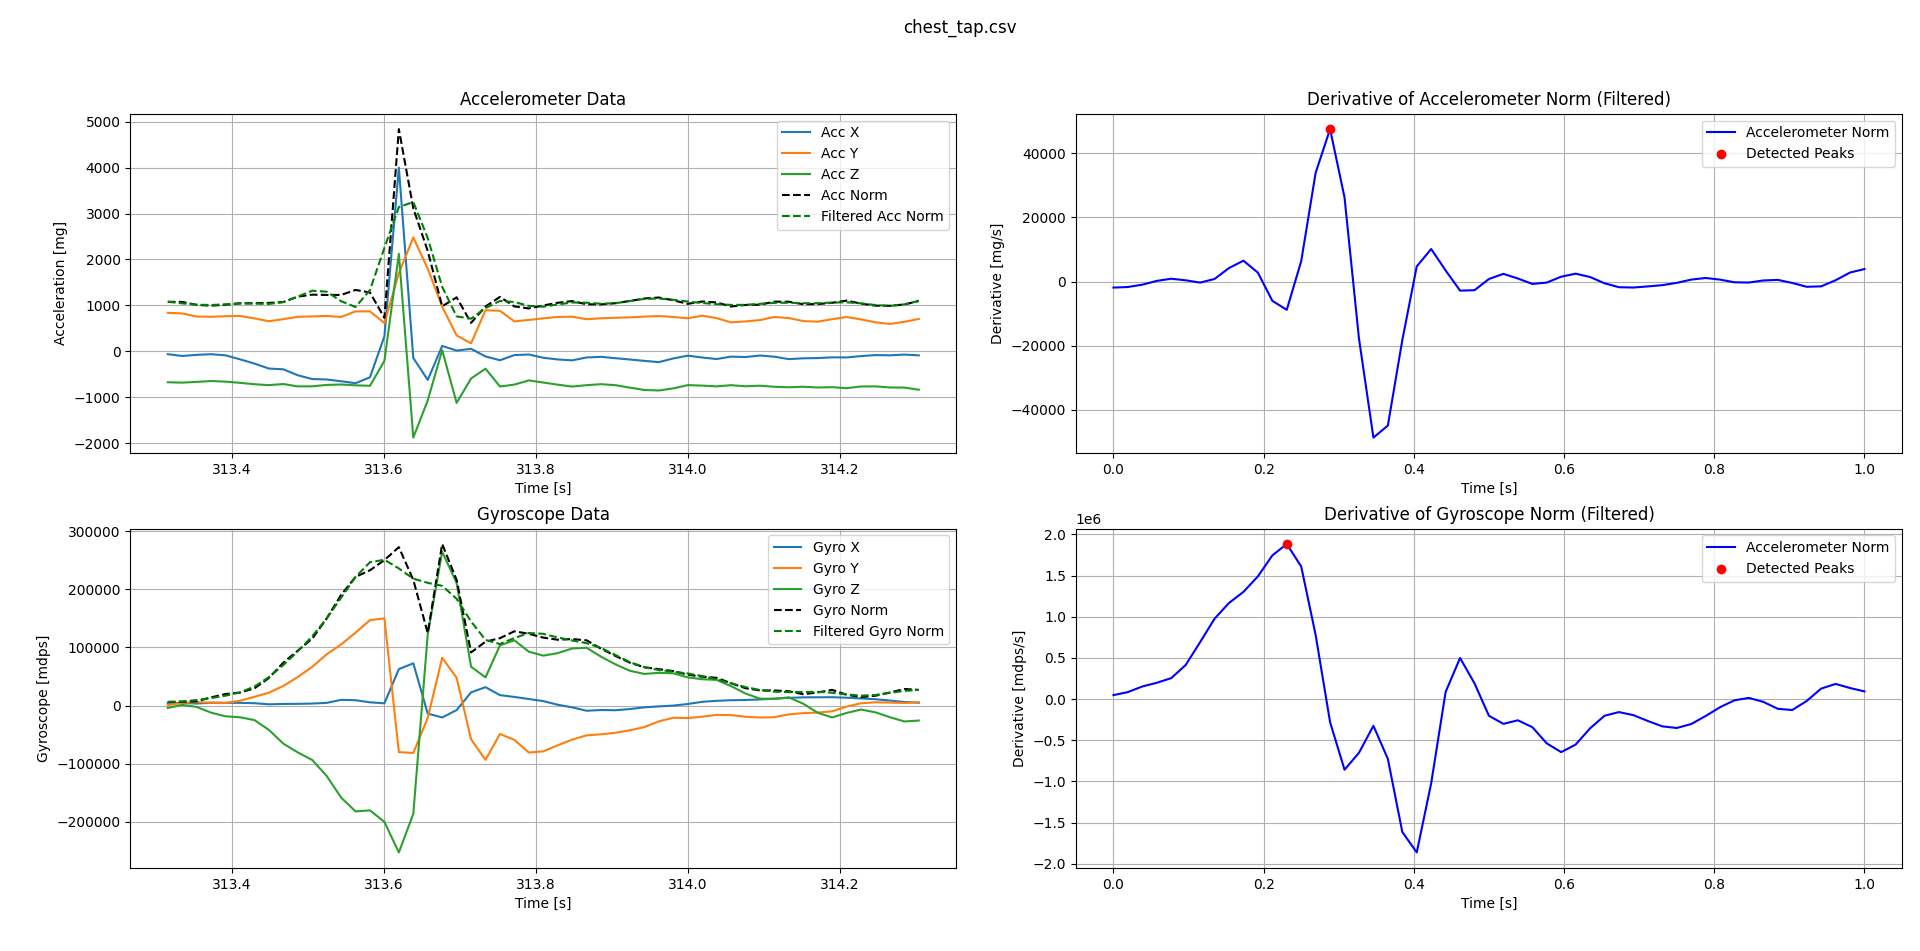 chest_tap.csv
Accelerometer Data
Acceleration [mg]
5000
4000
3000
2000
1000
0
−1000
−2000
Acc X
Acc Y
Acc Z
Acc Norm
Filtered Acc Norm
313.4 313.6 313.8 314.0 314.2
Time [s]
Derivative of Accelerometer Norm (Filtered)
Derivative [mg/s]
40000
20000
0
−20000
−40000
Accelerometer Norm
Detected Peaks
0.0 0.2 0.4 0.6 0.8 1.0
Time [s]
Gyroscope Data
Gyroscope [mdps]
300000
200000
100000
0
−100000
−200000
Gyro X
Gyro Y
Gyro Z
Gyro Norm
Filtered Gyro Norm
313.4 313.6 313.8 314.0 314.2
Time [s]
Derivative of Gyroscope Norm (Filtered)
1e6
Derivative [mdps/s]
2.0
1.5
1.0
0.5
0.0
−0.5
−1.0
−1.5
−2.0
Accelerometer Norm
Detected Peaks
0.0 0.2 0.4 0.6 0.8 1.0
Time [s]